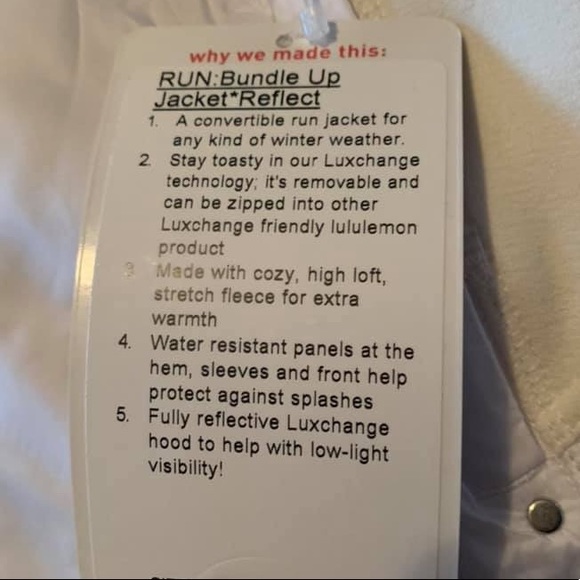 why we made this:
RUN:Bundle Up
Jacket*Reflect
1. A convertible run jacket for
any kind of winter weather.
2. Stay toasty in our Luxchange
technology; it's removable and
can be zipped into other
Luxchange friendly lululemon
product
3 Made with cozy, high loft,
stretch fleece for extra
warmth
4. Water resistant panels at the
hem, sleeves and front help
protect against splashes
5. Fully reflective Luxchange
hood to help with low-light
visibility!